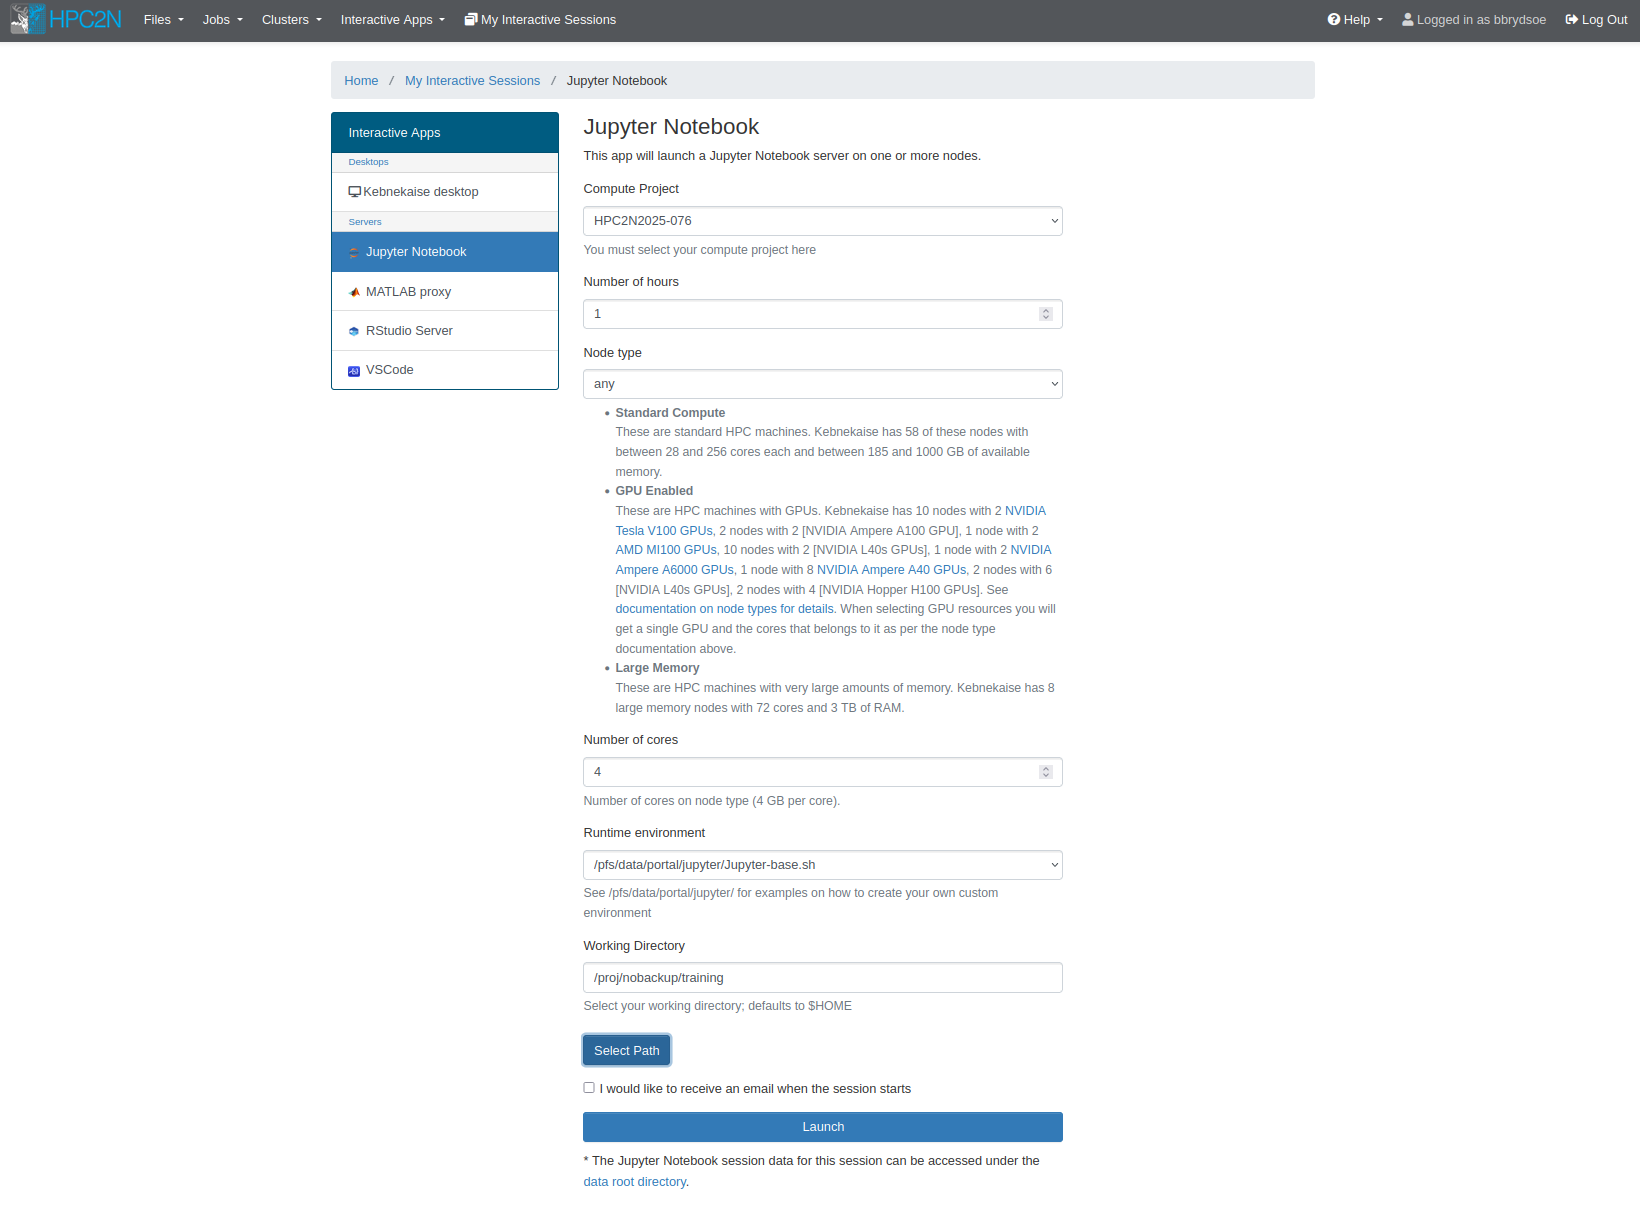 HPC2N Files Jobs Clusters Interactive Apps My Interactive Sessions Help Logged in as bbrydsoe Log Out
Home / My Interactive Sessions / Jupyter Notebook
Interactive Apps
Desktops
Kebnekaise desktop
Servers
Jupyter Notebook
MATLAB proxy
RStudio Server
VSCode
Jupyter Notebook
This app will launch a Jupyter Notebook server on one or more nodes.
Compute Project
HPC2N2025-076
You must select your compute project here
Number of hours
1
Node type
any
• Standard Compute
These are standard HPC machines. Kebnekaise has 58 of these nodes with
between 28 and 256 cores each and between 185 and 1000 GB of available
memory.
• GPU Enabled
These are HPC machines with GPUs. Kebnekaise has 10 nodes with 2 NVIDIA
Tesla V100 GPUs, 2 nodes with 2 [NVIDIA Ampere A100 GPU], 1 node with 2
AMD MI100 GPUs, 10 nodes with 2 [NVIDIA L40s GPUs], 1 node with 2 NVIDIA
Ampere A6000 GPUs, 1 node with 8 NVIDIA Ampere A40 GPUs, 2 nodes with 6
[NVIDIA L40s GPUs], 2 nodes with 4 [NVIDIA Hopper H100 GPUs]. See
documentation on node types for details. When selecting GPU resources you will
get a single GPU and the cores that belongs to it as per the node type
documentation above.
• Large Memory
These are HPC machines with very large amounts of memory. Kebnekaise has 8
large memory nodes with 72 cores and 3 TB of RAM.
Number of cores
4
Number of cores on node type (4 GB per core).
Runtime environment
/pfs/data/portal/jupyter/Jupyter-base.sh
See /pfs/data/portal/jupyter/ for examples on how to create your own custom
environment
Working Directory
/proj/nobackup/training
Select your working directory; defaults to $HOME
Select Path
I would like to receive an email when the session starts
Launch
* The Jupyter Notebook session data for this session can be accessed under the
data root directory.